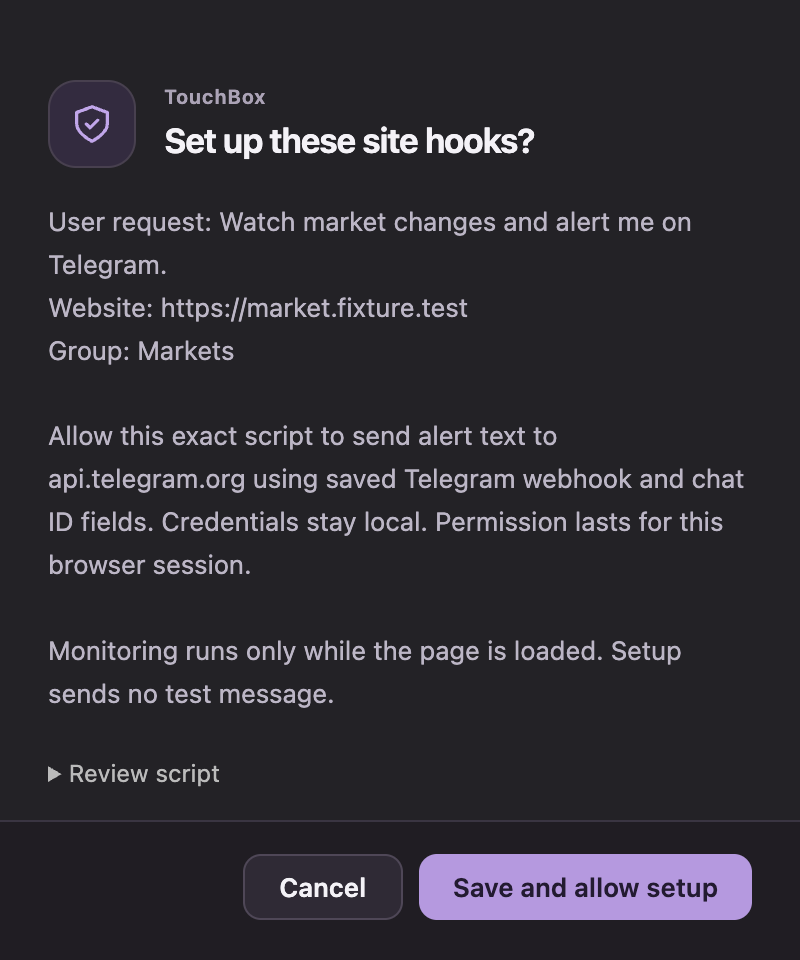 TouchBox
Set up these site hooks?
User request: Watch market changes and alert me on
Telegram.
Website: https://market.fixture.test
Group: Markets
Allow this exact script to send alert text to
api.telegram.org using saved Telegram webhook and chat
ID fields. Credentials stay local. Permission lasts for this
browser session.
Monitoring runs only while the page is loaded. Setup
sends no test message.
Review script
Cancel
Save and allow setup